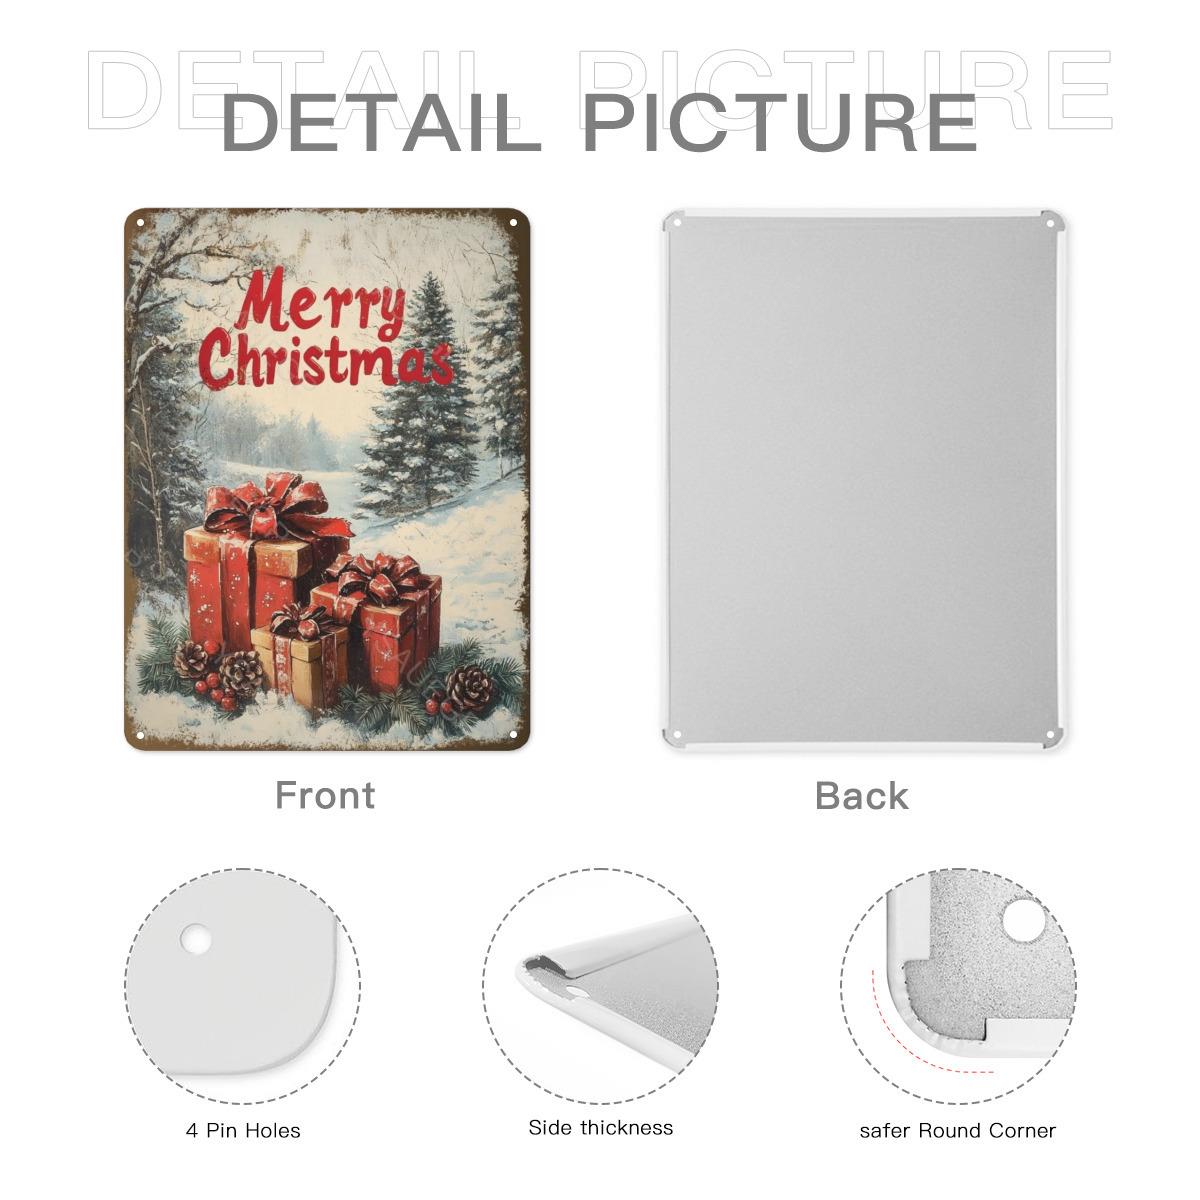 DETAIL PICTURE
DETAIL PICTURE
Merry
Christmas
Front
Back
4 Pin Holes
Side thickness
safer Round Corner